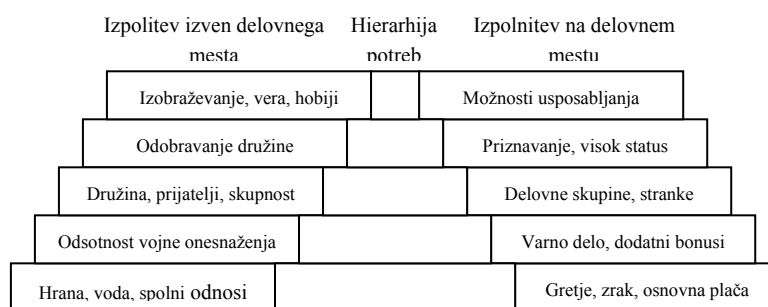 Izpolitev izven delovnega Hierarhija Izpolnitev na delovnem
mesta potreb mestu
Izobraževanje, vera, hobiji Možnosti usposabljanja
Odobravanje družine Priznavanje, visok status
Družina, prijatelji, skupnost Delovne skupine, stranke
Odsotnost vojne onesnaženja Varno delo, dodatni bonusi
Hrana, voda, spolni odnosi Gretje, zrak, osnovna plača